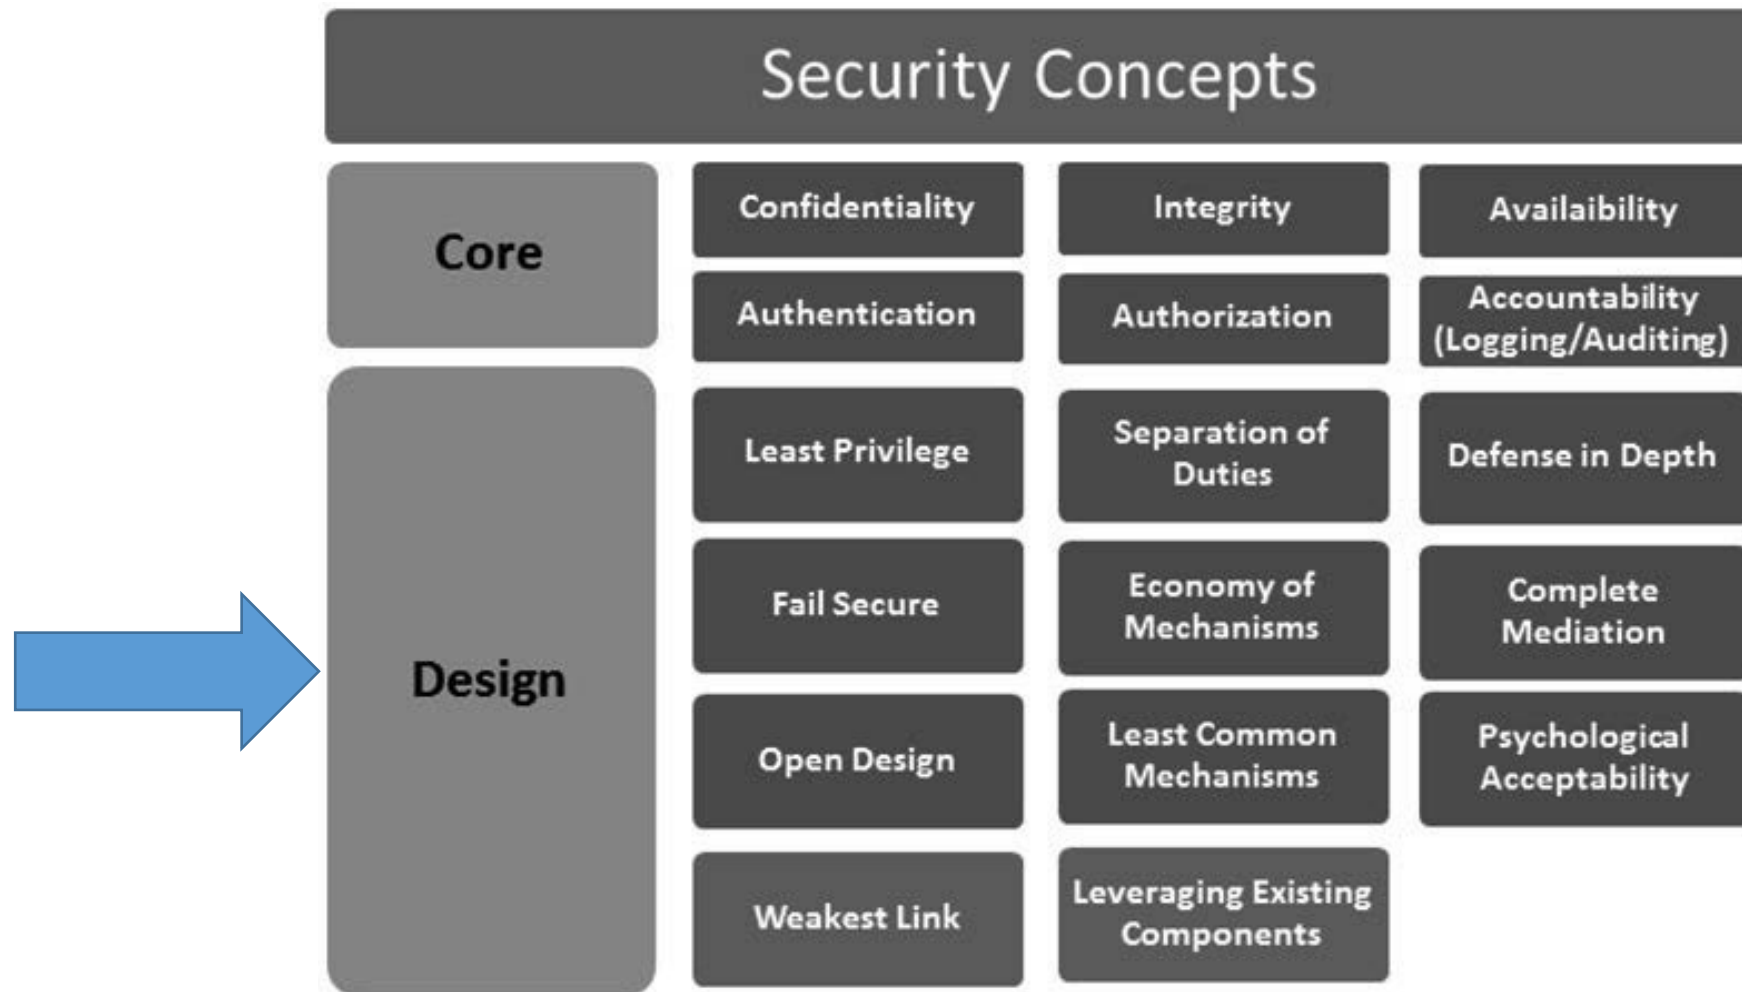 Security Concepts
Core
Confidentiality
Integrity
Availaibility
Authentication
Authorization
Accountability
(Logging/Auditing)
Design
Least Privilege
Separation of
Duties
Defense in Depth
Fail Secure
Economy of
Mechanisms
Complete
Mediation
Open Design
Least Common
Mechanisms
Psychological
Acceptability
Weakest Link
Leveraging Existing
Components